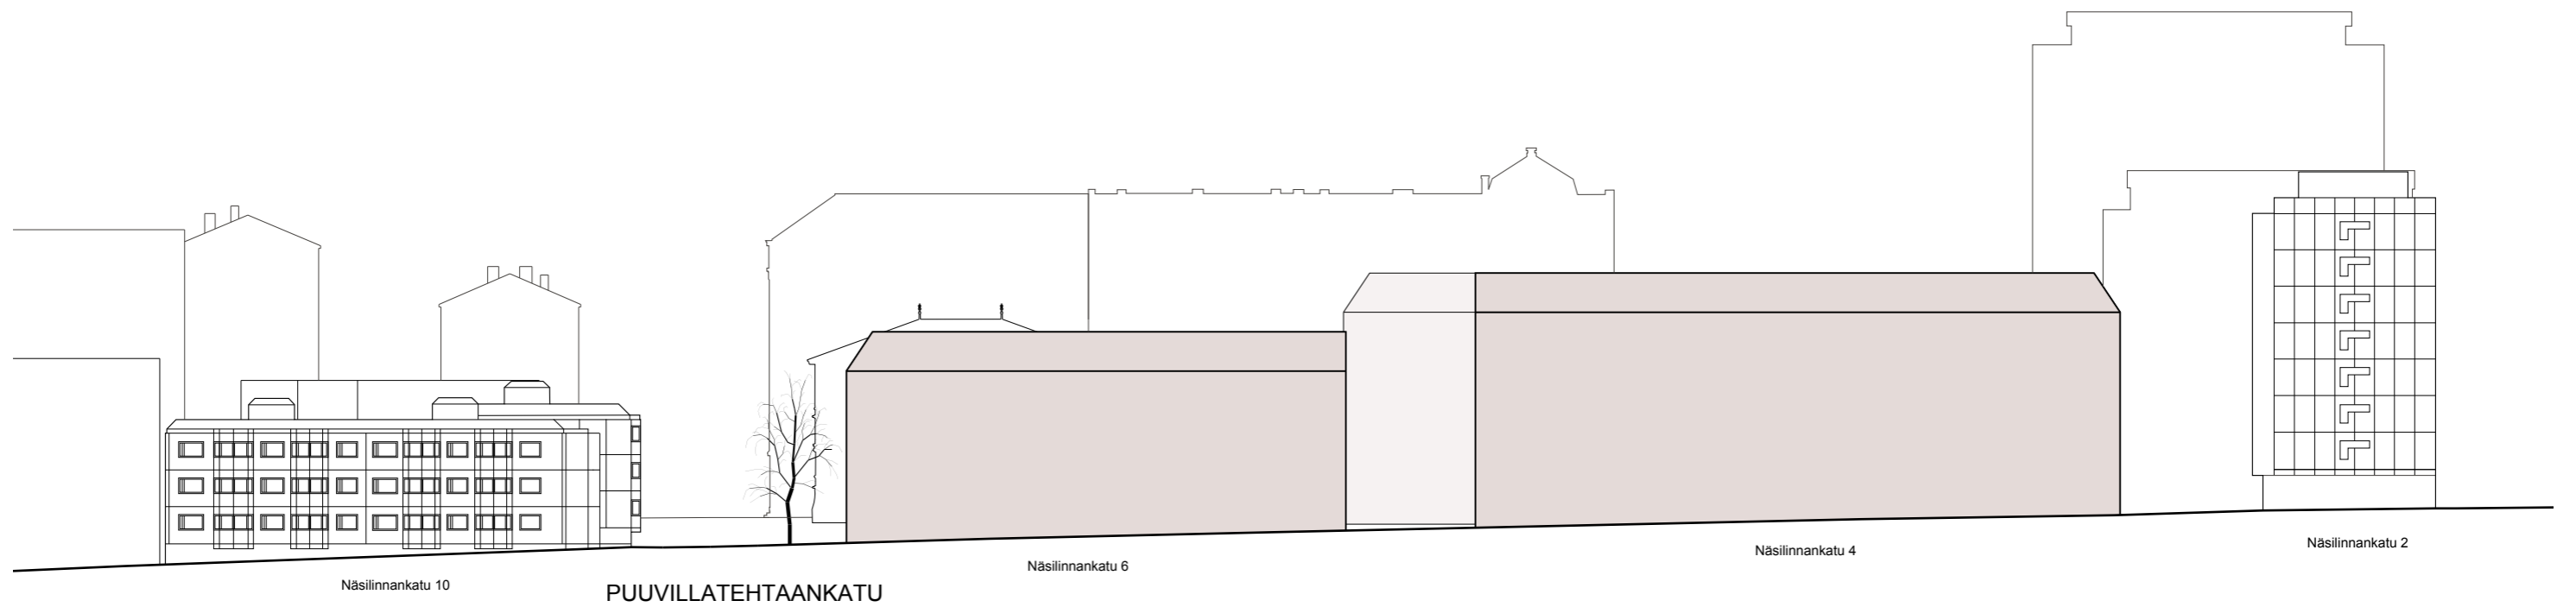 Näsilinnankatu 10
PUUVILLATEHTAANKATU
Näsilinnankatu 6
Näsilinnankatu 4
Näsilinnankatu 2